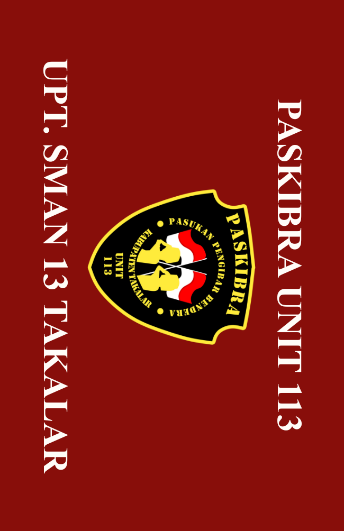 PASKIBRA UNIT 113
PASKIBRA
PASUKAN PENGIBAR BENDERA
KABUPATEN TAKALAR
UNIT
113
UPT. SMAN 13 TAKALAR